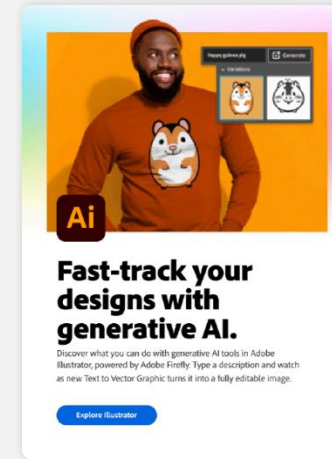 Happy guinea pig
Generate
Variations
Ai
Fast-track your
designs with
generative AI.
Discover what you can do with generative AI tools in Adobe
Illustrator, powered by Adobe Firefly. Type a description and watch
as new Text to Vector Graphic turns it into a fully editable image.
Explore Illustrator